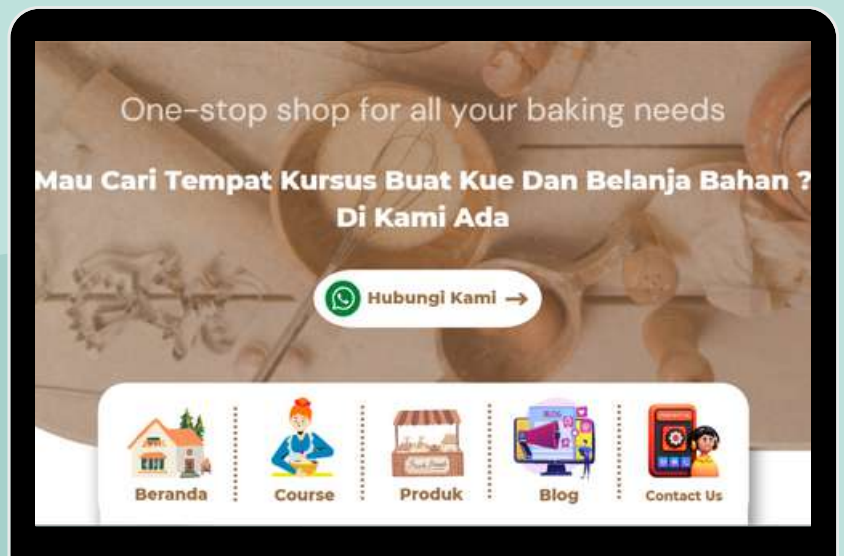 One-stop shop for all your baking needs
Mau Cari Tempat Kursus Buat Kue Dan Belanja Bahan ?
Di Kami Ada
Hubungi Kami →
Beranda
Course
Produk
Blog
Contact Us
BLOG